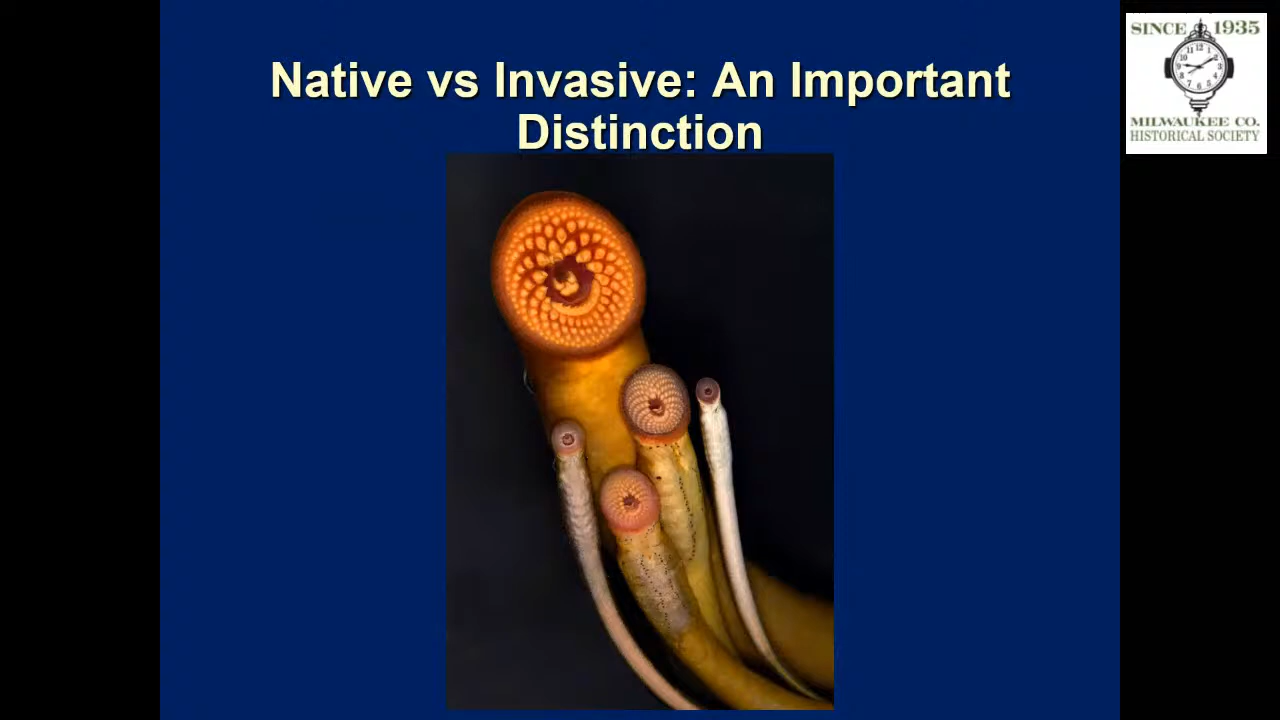 Native vs Invasive: An Important
Distinction
SINCE 1935
MILWAUKEE CO.
HISTORICAL SOCIETY